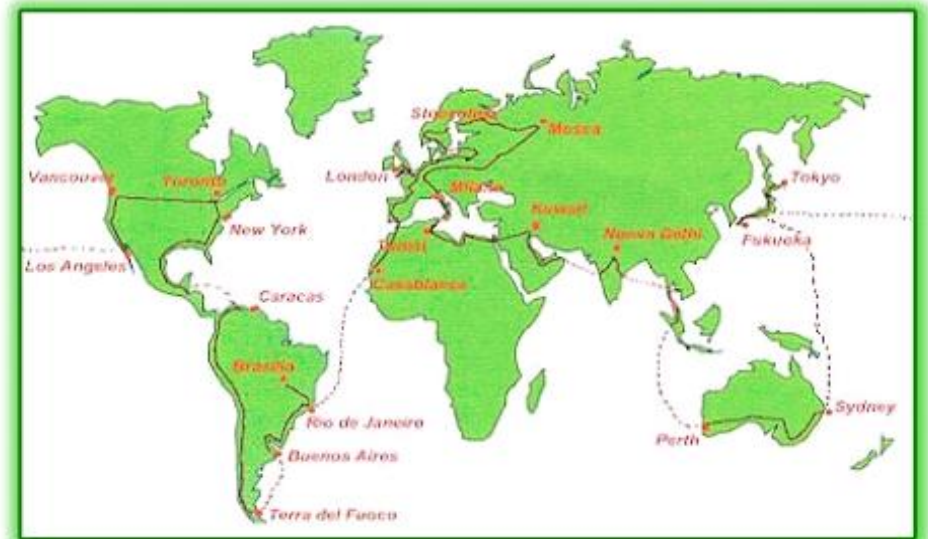 Mosca
London
Vancouver
Toronto
Milano
Tokyo
New York
Kuwait
Nuova Delhi
Fukuoka
Los Angeles
Tunisi
Casablanca
Caracas
Brasilia
Rio de Janeiro
Sydney
Perth
Buenos Aires
Terra del Fuoco